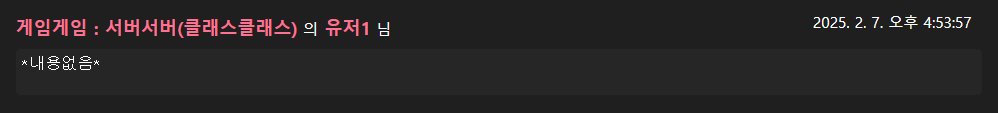 게임게임 : 서버서버(클래스클래스) 의 유저1 님
2025. 2. 7. 오후 4:53:57
*내용없음*